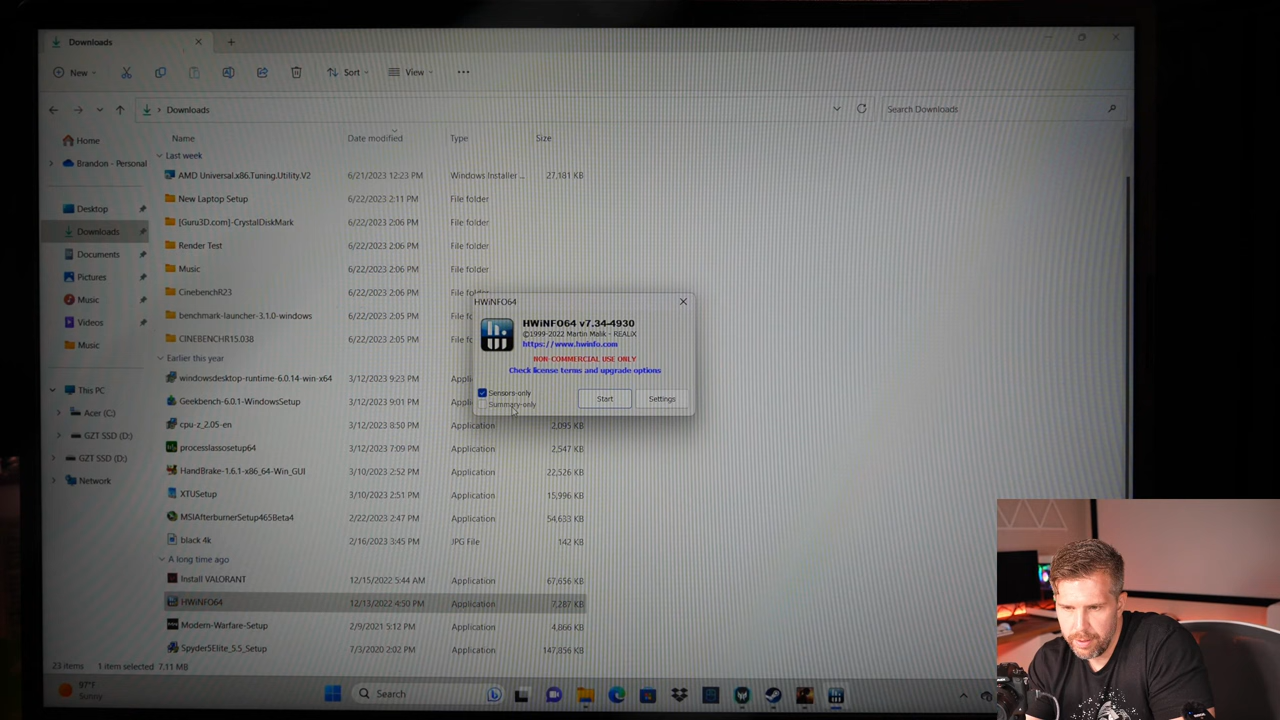 Downloads
New
Sort
View
Downloads
Search Downloads
Name Date modified Type Size
Home
Brandon - Personal
Desktop
Downloads
Documents
Pictures
Music
Videos
Music
This PC
Acer (C:)
GZT SSD (D:)
GZT SSD (D:)
Network
Last week
AMD Universal.x86.Tuning.Utility.V2 6/21/2023 12:23 PM Windows Installer ... 27,181 KB
New Laptop Setup 6/22/2023 2:11 PM File folder
[Guru3D.com]-CrystalDiskMark 6/22/2023 2:06 PM File folder
Render Test 6/22/2023 2:06 PM File folder
Music 6/22/2023 2:06 PM File folder
CinebenchR23 6/22/2023 2:06 PM File folder
benchmark-launcher-3.1.0-windows 6/22/2023 2:05 PM
CINEBENCHR15.038 6/22/2023 2:05 PM
Earlier this year
windowsdesktop-runtime-6.0.14-win-x64 3/12/2023 9:23 PM
Geekbench-6.0.1-WindowsSetup 3/12/2023 9:01 PM
cpu-z_2.05-en 3/12/2023 8:50 PM Application 2,095 KB
processlassosetup64 3/12/2023 7:09 PM Application 2,547 KB
HandBrake-1.6.1-x86_64-Win_GUI 3/10/2023 2:52 PM Application 22,526 KB
XTUSetup 3/10/2023 2:51 PM Application 15,996 KB
MSIAfterburnerSetup465Beta4 2/22/2023 2:47 PM Application 54,633 KB
black 4k 2/16/2023 3:45 PM JPG File 142 KB
A long time ago
Install VALORANT 12/15/2022 5:44 AM Application 67,656 KB
HWiNFO64 12/13/2022 4:50 PM Application 7,287 KB
Modern-Warfare-Setup 2/9/2021 5:12 PM Application 4,866 KB
Spyder5Elite_5.5_Setup 7/3/2020 2:02 PM Application 147,856 KB
HWiNFO64
HWiNFO64 v7.34-4930
©1999-2022 Martin Malik - REALiX
https://www.hwinfo.com
NON-COMMERCIAL USE ONLY
Check license terms and upgrade options
Sensors-only
Summary-only
Start
Settings
23 items 1 item selected 7.11 MB
97°F
Sunny
Search